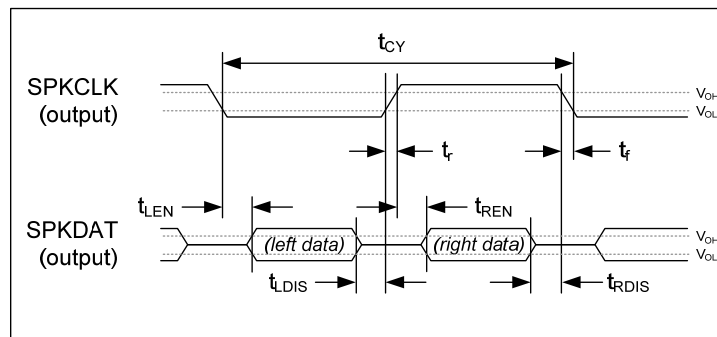 tCY
SPKCLK
(output)
VOH
VOL
tr
tf
tLEN
tREN
SPKDAT
(output)
(left data)
(right data)
VOH
VOL
tLDIS
tRDIS